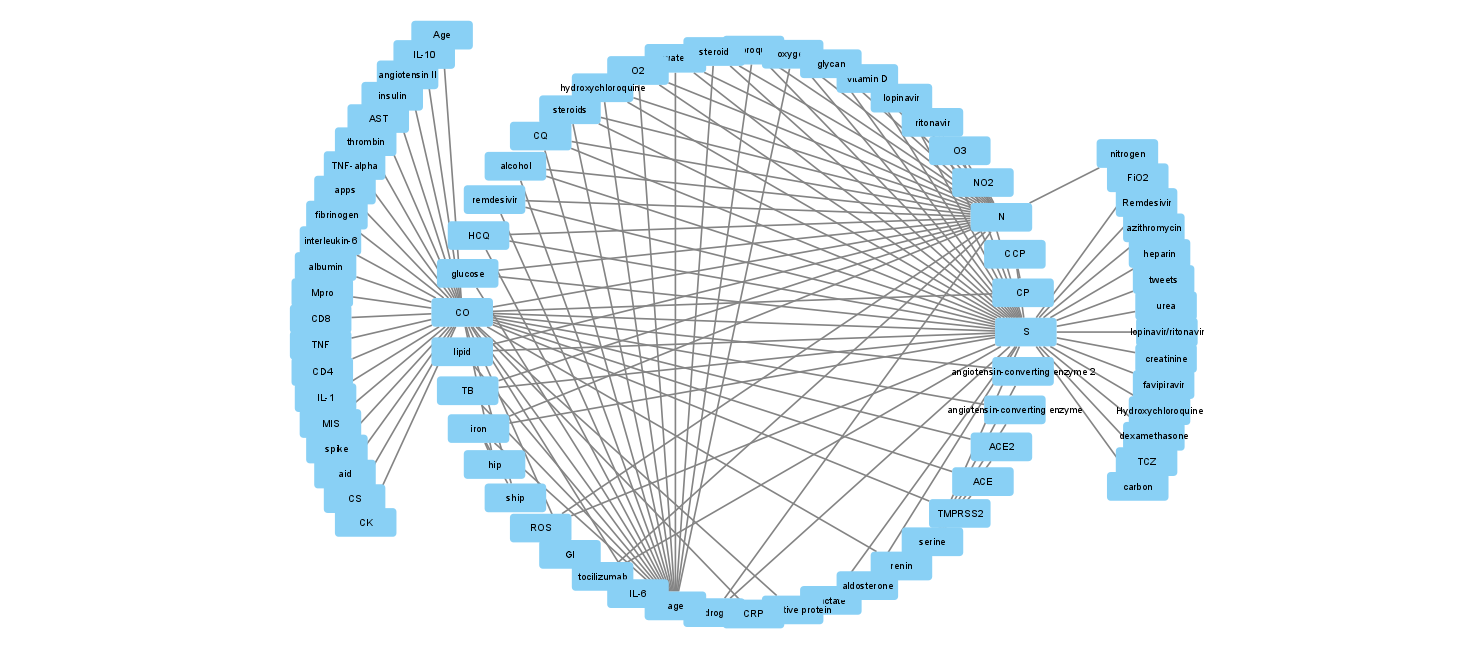 Age
IL-10
angiotensin II
insulin
AST
thrombin
TNF- alpha
apps
fibrinogen
interleukin-6
albumin
Mpro
CD8
TNF
CD4
IL-1
MIS
spike
aid
CS
CK
steroid
oxyg
glycan
vitamin D
lopinavir
ritonavir
O3
NO2
N
CCP
CP
S
angiotensin-converting enzyme 2
angiotensin-converting enzyme
ACE2
ACE
TMPRSS2
serine
renin
aldosterone
ctate
tive protein
CRP
drog
age
IL-6
tocilizumab
GI
ROS
ship
hip
iron
TB
lipid
CO
glucose
HCQ
remdesivir
alcohol
CQ
steroids
hydroxychloroquine
O2
nitrogen
FiO2
Remdesivir
azithromycin
heparin
tweets
urea
lopinavir/ritonavir
creatinine
favipiravir
Hydroxychloroquine
dexamethasone
TCZ
carbon